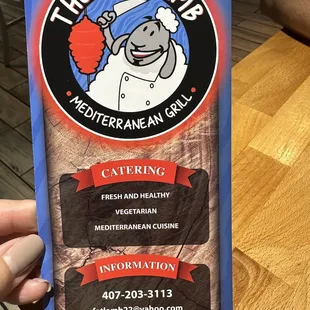 MEDITERRANEAN GRILL
CATERING
FRESH AND HEALTHY
VEGETARIAN
MEDITERRANEAN CUISINE
INFORMATION
407-203-3113